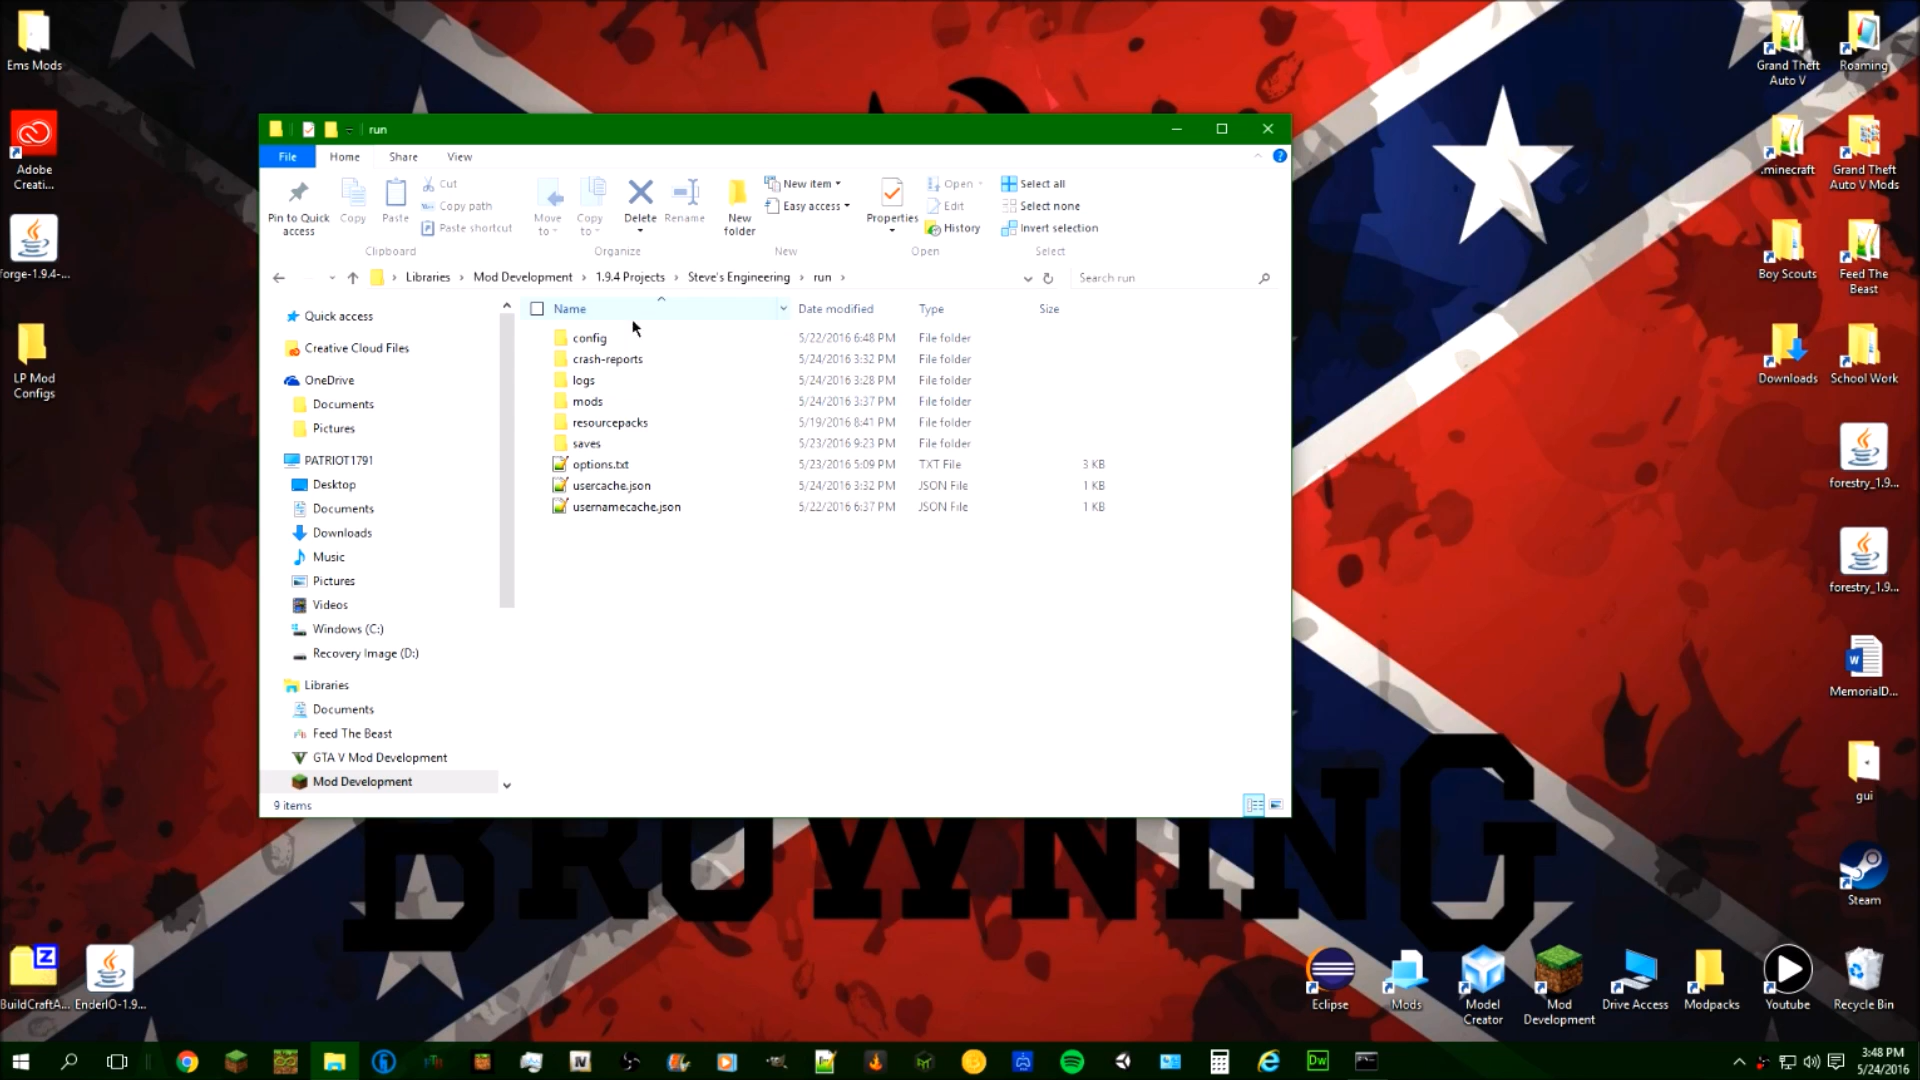 Ems Mods
Adobe
Creati...
forge-1.9.4-...
LP Mod
Configs
BuildCraftA...
EnderIO-1.9...
run
File
Home
Share
View
Pin to Quick
access
Copy
Paste
Cut
Copy path
Paste shortcut
Clipboard
Move
to
Copy
to
Delete
Rename
Organize
New
folder
New item
Easy access
New
Properties
Open
Edit
History
Open
Select all
Select none
Invert selection
Select
Libraries
Mod Development
1.9.4 Projects
Steve's Engineering
run
Search run
Name
Date modified
Type
Size
config 5/22/2016 6:48 PM File folder
crash-reports 5/24/2016 3:32 PM File folder
logs 5/24/2016 3:28 PM File folder
mods 5/24/2016 3:37 PM File folder
resourcepacks 5/19/2016 8:41 PM File folder
saves 5/23/2016 9:23 PM File folder
options.txt 5/23/2016 5:09 PM TXT File 3 KB
usercache.json 5/24/2016 3:32 PM JSON File 1 KB
usernamecache.json 5/22/2016 6:37 PM JSON File 1 KB
Quick access
Creative Cloud Files
OneDrive
Documents
Pictures
PATRIOT1791
Desktop
Documents
Downloads
Music
Pictures
Videos
Windows (C:)
Recovery Image (D:)
Libraries
Documents
Feed The Beast
GTA V Mod Development
Mod Development
9 items
BROWNING
Grand Theft
Auto V
Roaming
.minecraft
Grand Theft
Auto V Mods
Boy Scouts
Feed The
Beast
Downloads
School Work
forestry_1.9...
forestry_1.9...
MemorialD...
gui
Steam
Eclipse
Mods
Model
Creator
Mod
Development
Drive Access
Modpacks
Youtube
Recycle Bin
Dw
3:48 PM
5/24/2016